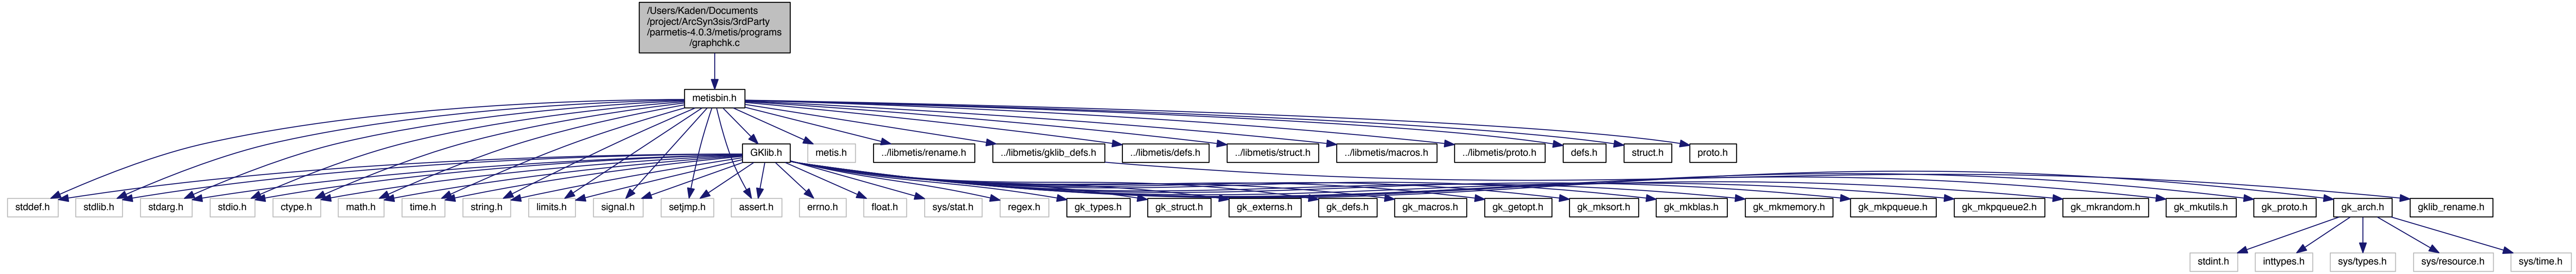 /Users/Kaden/Documents
/project/ArcSyn3sis/3rdParty
/parmetis-4.0.3/metis/programs
/graphchk.c
metisbin.h
GKlib.h
metis.h
../libmetis/rename.h
../libmetis/gklib_defs.h
../libmetis/defs.h
../libmetis/struct.h
../libmetis/macros.h
../libmetis/proto.h
defs.h
struct.h
proto.h
stddef.h
stdlib.h
stdarg.h
stdio.h
ctype.h
math.h
time.h
string.h
limits.h
signal.h
setjmp.h
assert.h
errno.h
float.h
sys/stat.h
regex.h
gk_types.h
gk_struct.h
gk_externs.h
gk_defs.h
gk_macros.h
gk_getopt.h
gk_mksort.h
gk_mkblas.h
gk_mkmemory.h
gk_mkpqueue.h
gk_mkpqueue2.h
gk_mkrandom.h
gk_mkutils.h
gk_proto.h
gk_arch.h
gklib_rename.h
stdint.h
inttypes.h
sys/types.h
sys/resource.h
sys/time.h